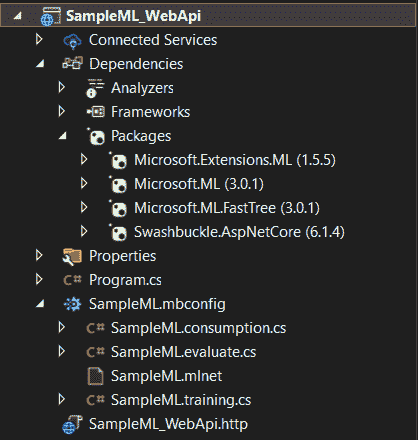 SampleML_WebApi
Connected Services
Dependencies
Analyzers
Frameworks
Packages
Microsoft.Extensions.ML (1.5.5)
Microsoft.ML (3.0.1)
Microsoft.ML.FastTree (3.0.1)
Swashbuckle.AspNetCore (6.1.4)
Properties
C# Program.cs
SampleML.mbconfig
C# SampleML.consumption.cs
C# SampleML.evaluate.cs
SampleML.mlnet
C# SampleML.training.cs
SampleML_WebApi.http